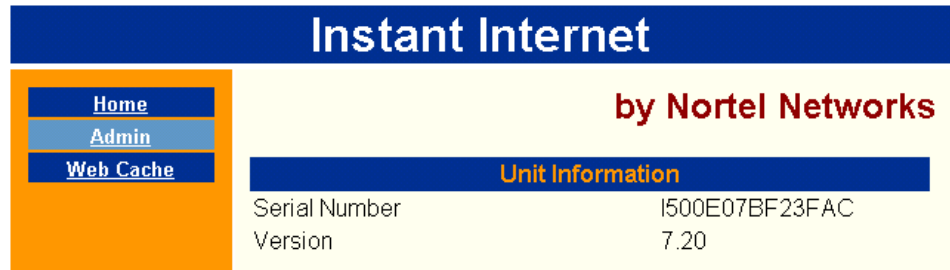 Instant Internet
Home
Admin
Web Cache
by Nortel Networks
Unit Information
Serial Number I500E07BF23FAC
Version 7.20